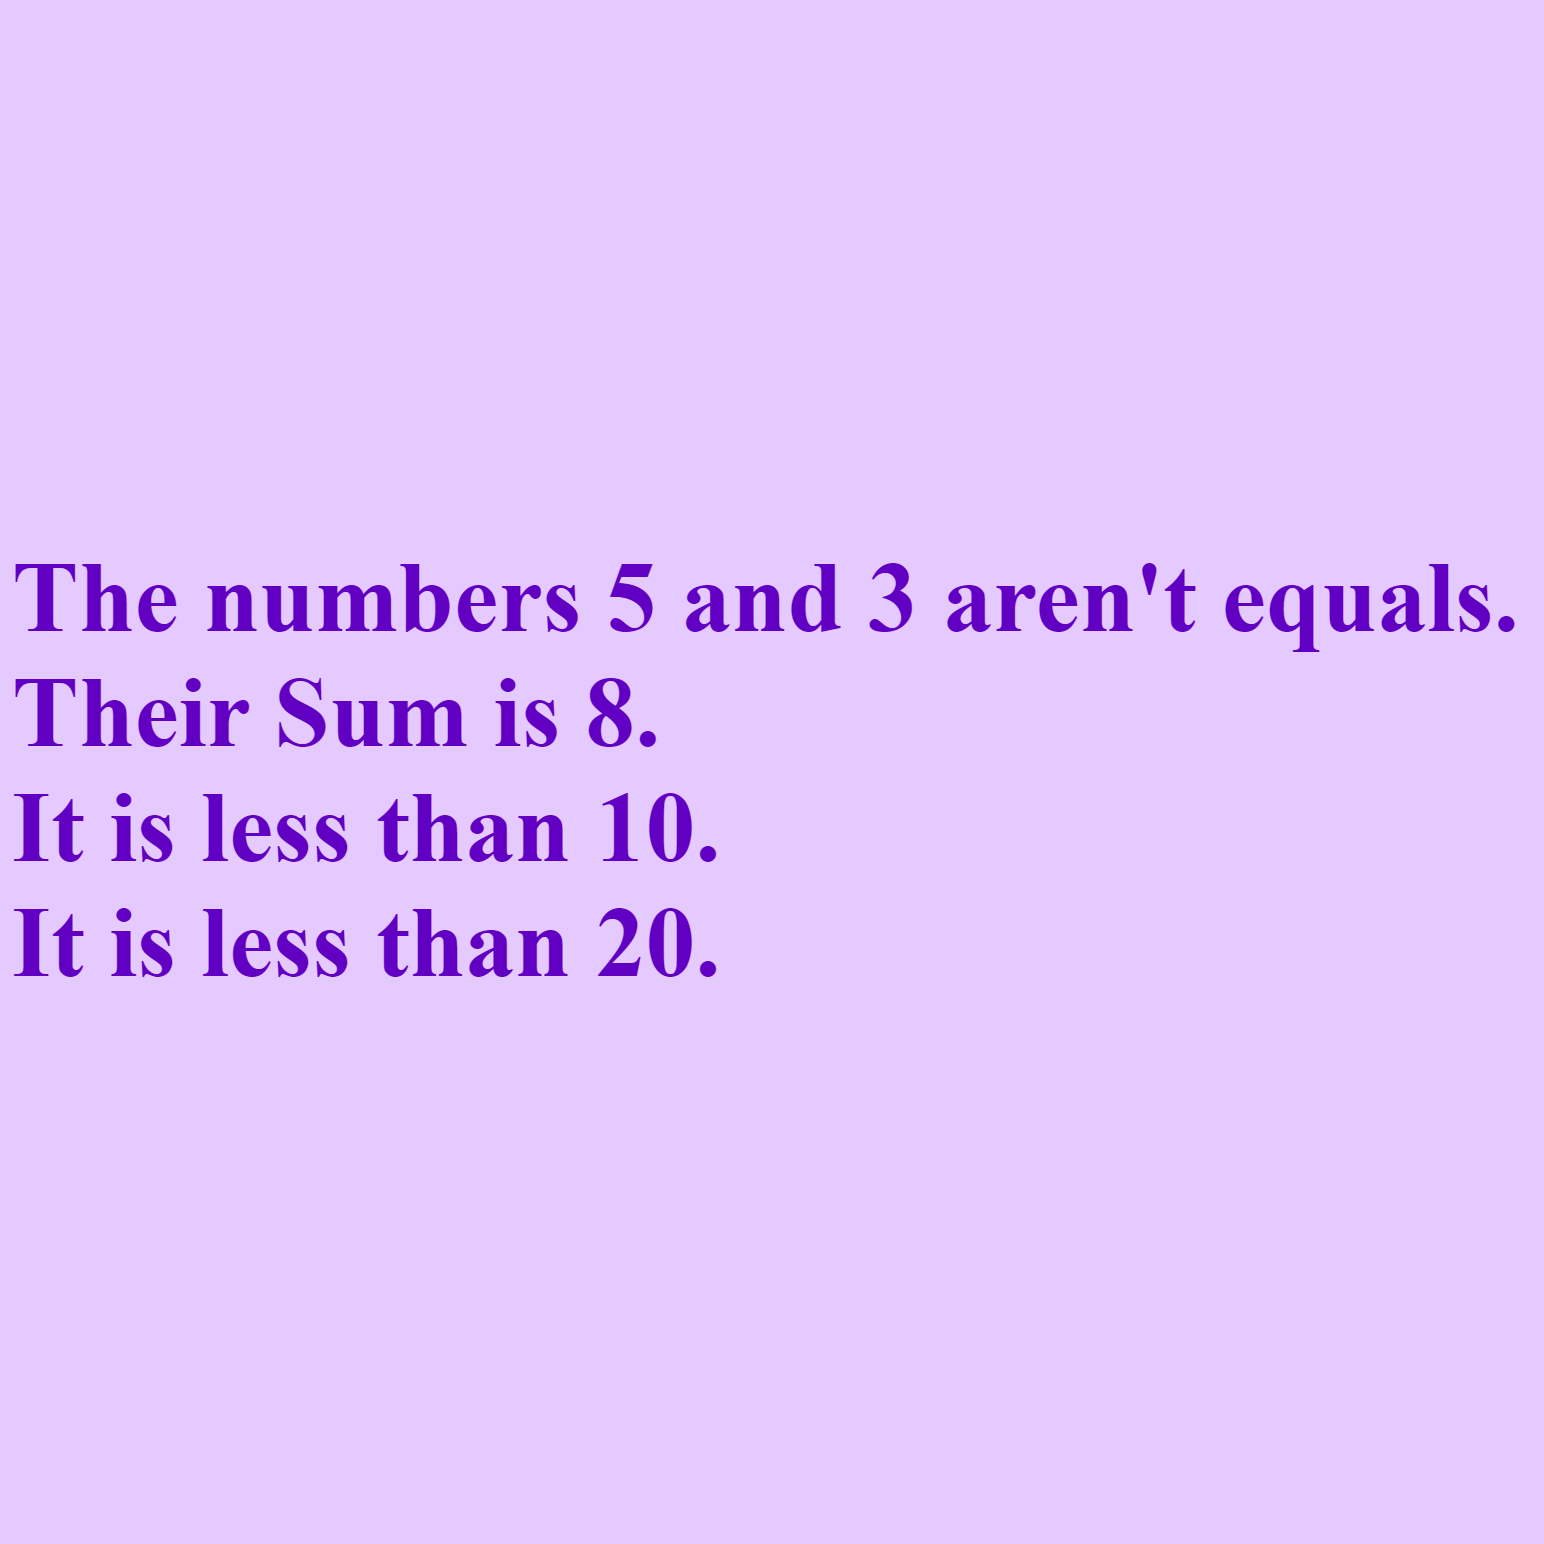 The numbers 5 and 3 aren't equals.
Their Sum is 8.
It is less than 10.
It is less than 20.